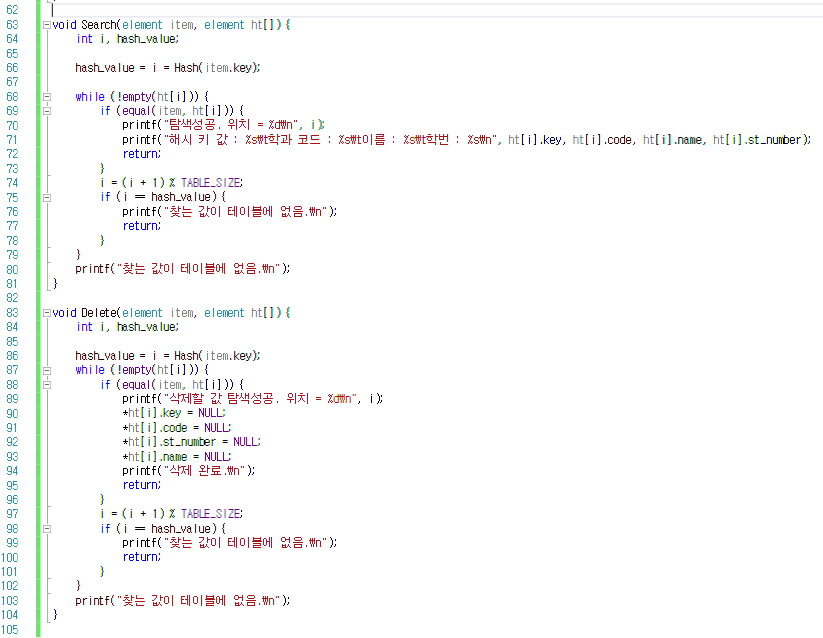 62
63 void Search(element item, element ht[]) {
64 int i, hash_value;
65
66 hash_value = i = Hash(item.key);
67
68 while (!empty(ht[i])) {
69 if (equal(item, ht[i])) {
70 printf("탐색성공. 위치 = %d₩n", i);
71 printf("해시 키 값 : %s₩t학과 코드 : %s₩t이름 : %s₩t학번 : %s₩n", ht[i].key, ht[i].code, ht[i].name, ht[i].st_number);
72 return;
73 }
74 i = (i + 1) % TABLE_SIZE;
75 if (i == hash_value) {
76 printf("찾는 값이 테이블에 없음.₩n");
77 return;
78 }
79 }
80 printf("찾는 값이 테이블에 없음.₩n");
81 }
82
83 void Delete(element item, element ht[]) {
84 int i, hash_value;
85
86 hash_value = i = Hash(item.key);
87 while (!empty(ht[i])) {
88 if (equal(item, ht[i])) {
89 printf("삭제할 값 탐색성공. 위치 = %d₩n", i);
90 *ht[i].key = NULL;
91 *ht[i].code = NULL;
92 *ht[i].st_number = NULL;
93 *ht[i].name = NULL;
94 printf("삭제 완료.₩n");
95 return;
96 }
97 i = (i + 1) % TABLE_SIZE;
98 if (i == hash_value) {
99 printf("찾는 값이 테이블에 없음.₩n");
100 return;
101 }
102 }
103 printf("찾는 값이 테이블에 없음.₩n");
104 }
105